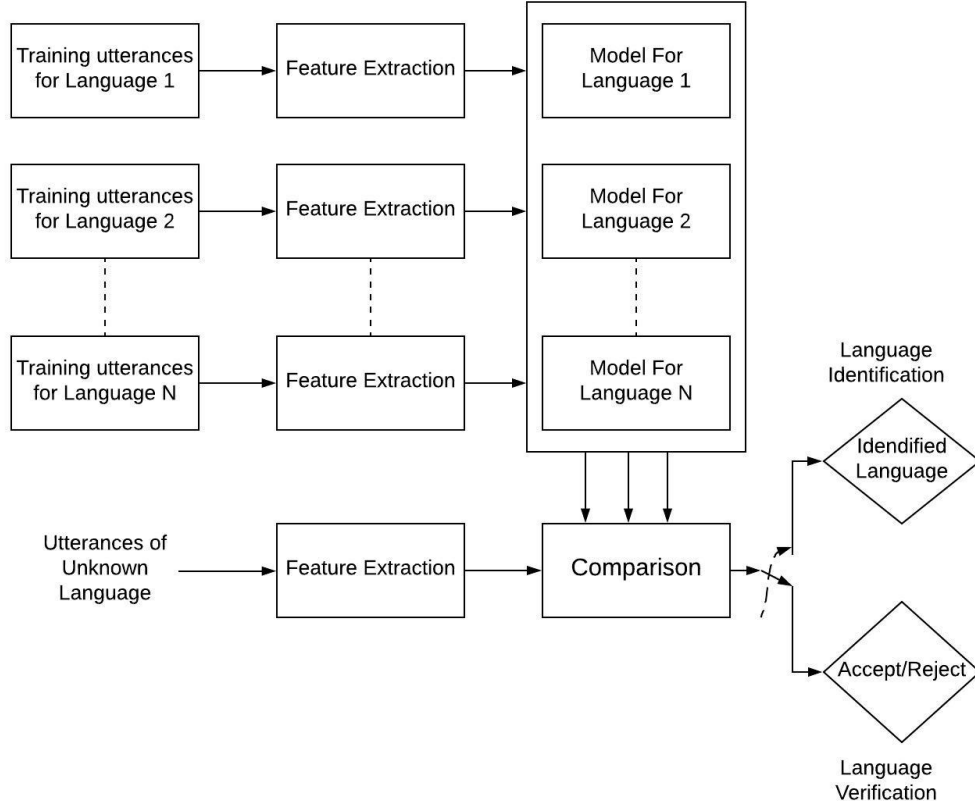 Training utterances
for Language 1
Feature Extraction
Model For
Language 1
Training utterances
for Language 2
Feature Extraction
Model For
Language 2
Training utterances
for Language N
Feature Extraction
Model For
Language N
Language
Identification
Idendified
Language
Utterances of
Unknown
Language
Feature Extraction
Comparison
Accept/Reject
Language
Verification